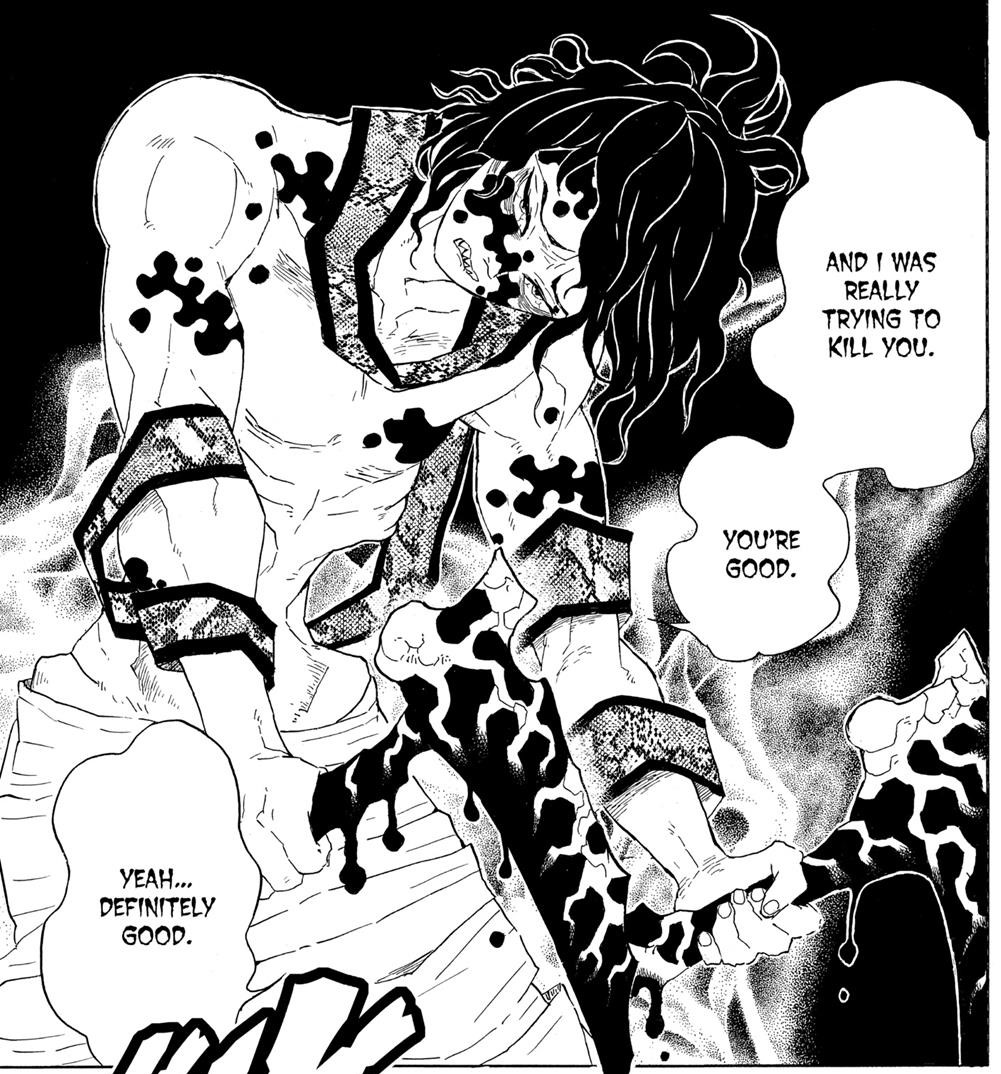 AND I WAS
REALLY
TRYING TO
KILL YOU.
YOU'RE
GOOD.
YEAH...
DEFINITELY
GOOD.